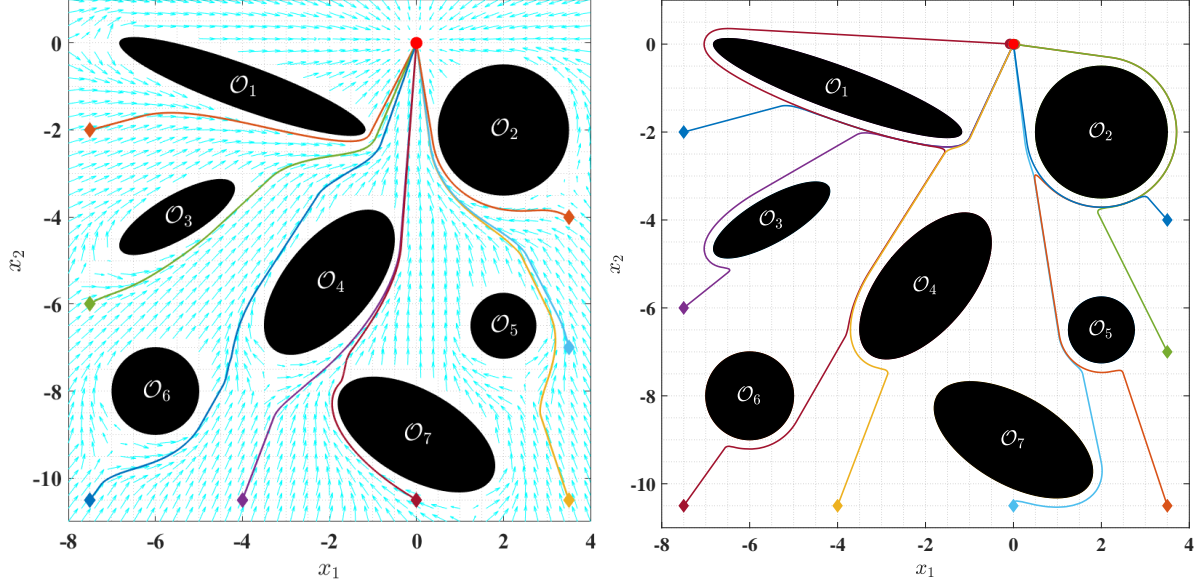 0
-2
-4
-6
-8
-10
x₂
𝒪₁
𝒪₂
𝒪₃
𝒪₄
𝒪₅
𝒪₆
𝒪₇
-8 -6 -4 -2 0 2 4
x₁
0
-2
-4
-6
-8
-10
x₂
𝒪₁
𝒪₂
𝒪₃
𝒪₄
𝒪₅
𝒪₆
𝒪₇
-8 -6 -4 -2 0 2 4
x₁